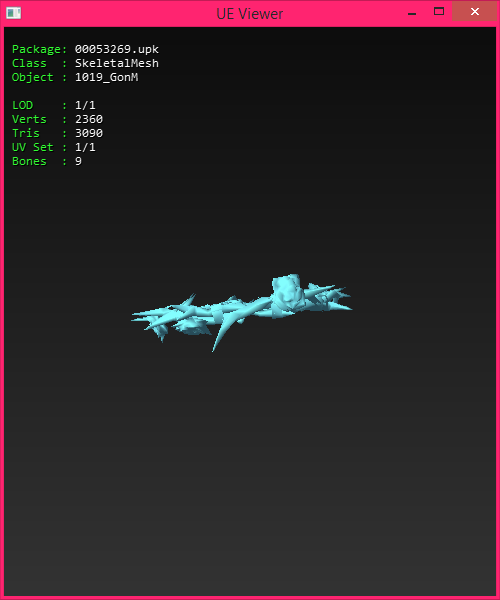 UE Viewer
Package: 00053269.upk
Class  : SkeletalMesh
Object : 1019_GonM
LOD    : 1/1
Verts  : 2360
Tris   : 3090
UV Set : 1/1
Bones  : 9